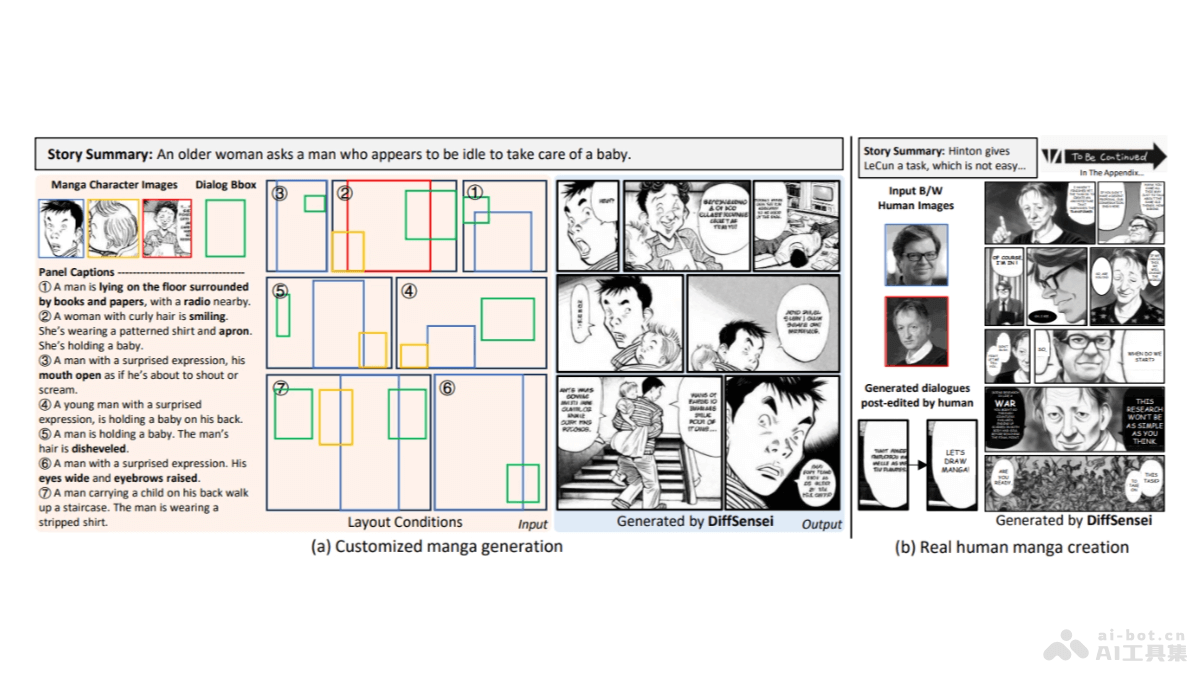 Story Summary: An older woman asks a man who appears to be idle to take care of a baby.
Manga Character Images
Dialog Bbox
Panel Captions ---------------------------------
① A man is lying on the floor surrounded
by books and papers, with a radio nearby.
② A woman with curly hair is smiling.
She's wearing a patterned shirt and apron.
She's holding a baby.
③ A man with a surprised expression, his
mouth open as if he's about to shout or
scream.
④ A young man with a surprised
expression, is holding a baby on his back.
⑤ A man is holding a baby. The man's
hair is disheveled.
⑥ A man with a surprised expression. His
eyes wide and eyebrows raised.
⑦ A man carrying a child on his back walk
up a staircase. The man is wearing a
stripped shirt.
③
②
①
⑤
④
⑦
⑥
Layout Conditions
Input
Generated by DiffSensei
Output
(a) Customized manga generation
Story Summary: Hinton gives
LeCun a task, which is not easy...
To Be Continued
In The Appendix...
Input B/W
Human Images
Generated dialogues
post-edited by human
LET'S
DRAW
MANGA!
OF COURSE,
I'M IN!
SO,
WHEN DO WE
START?
WAR
THIS
RESEARCH
WON'T BE
AS SIMPLE
AS YOU
THINK.
ARE
YOU
READY
TO
TAKE
ON
THIS
TASK?
Generated by DiffSensei
(b) Real human manga creation
ai-bot.cn
AI工具集